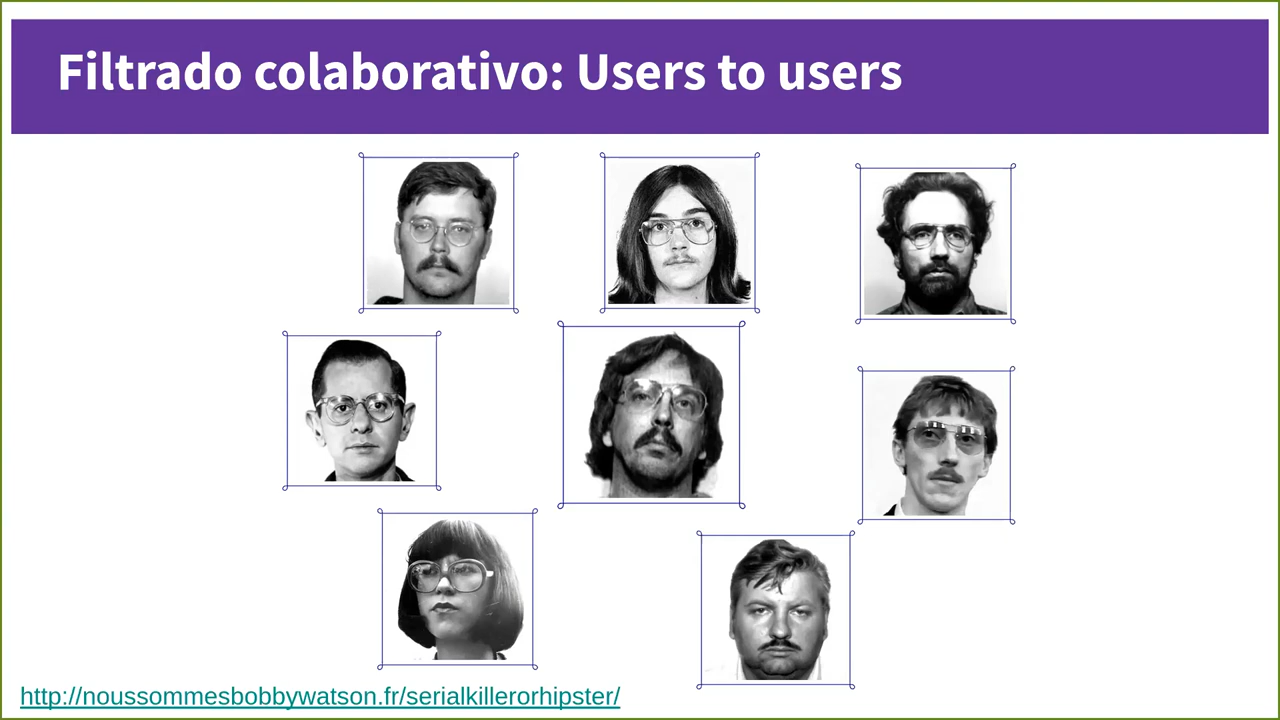 Filtrado colaborativo: Users to users
http://noussommesbobbywatson.fr/serialkillerorhipster/